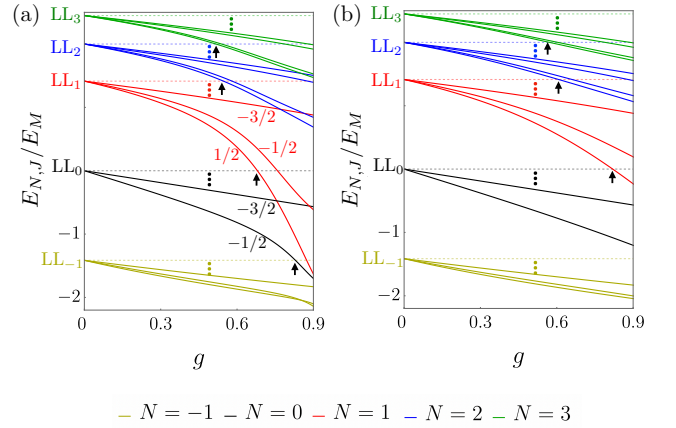 (a)
LL₃
LL₂
LL₁
LL₀
−1
LL₋₁
−2
E_{N,J}/E_M
−3/2
−1/2
1/2
−3/2
−1/2
0
0.3
0.6
0.9
g
(b)
LL₃
LL₂
LL₁
LL₀
−1
LL₋₁
−2
E_{N,J}/E_M
0
0.3
0.6
0.9
g
N = −1 N = 0 N = 1 N = 2 N = 3